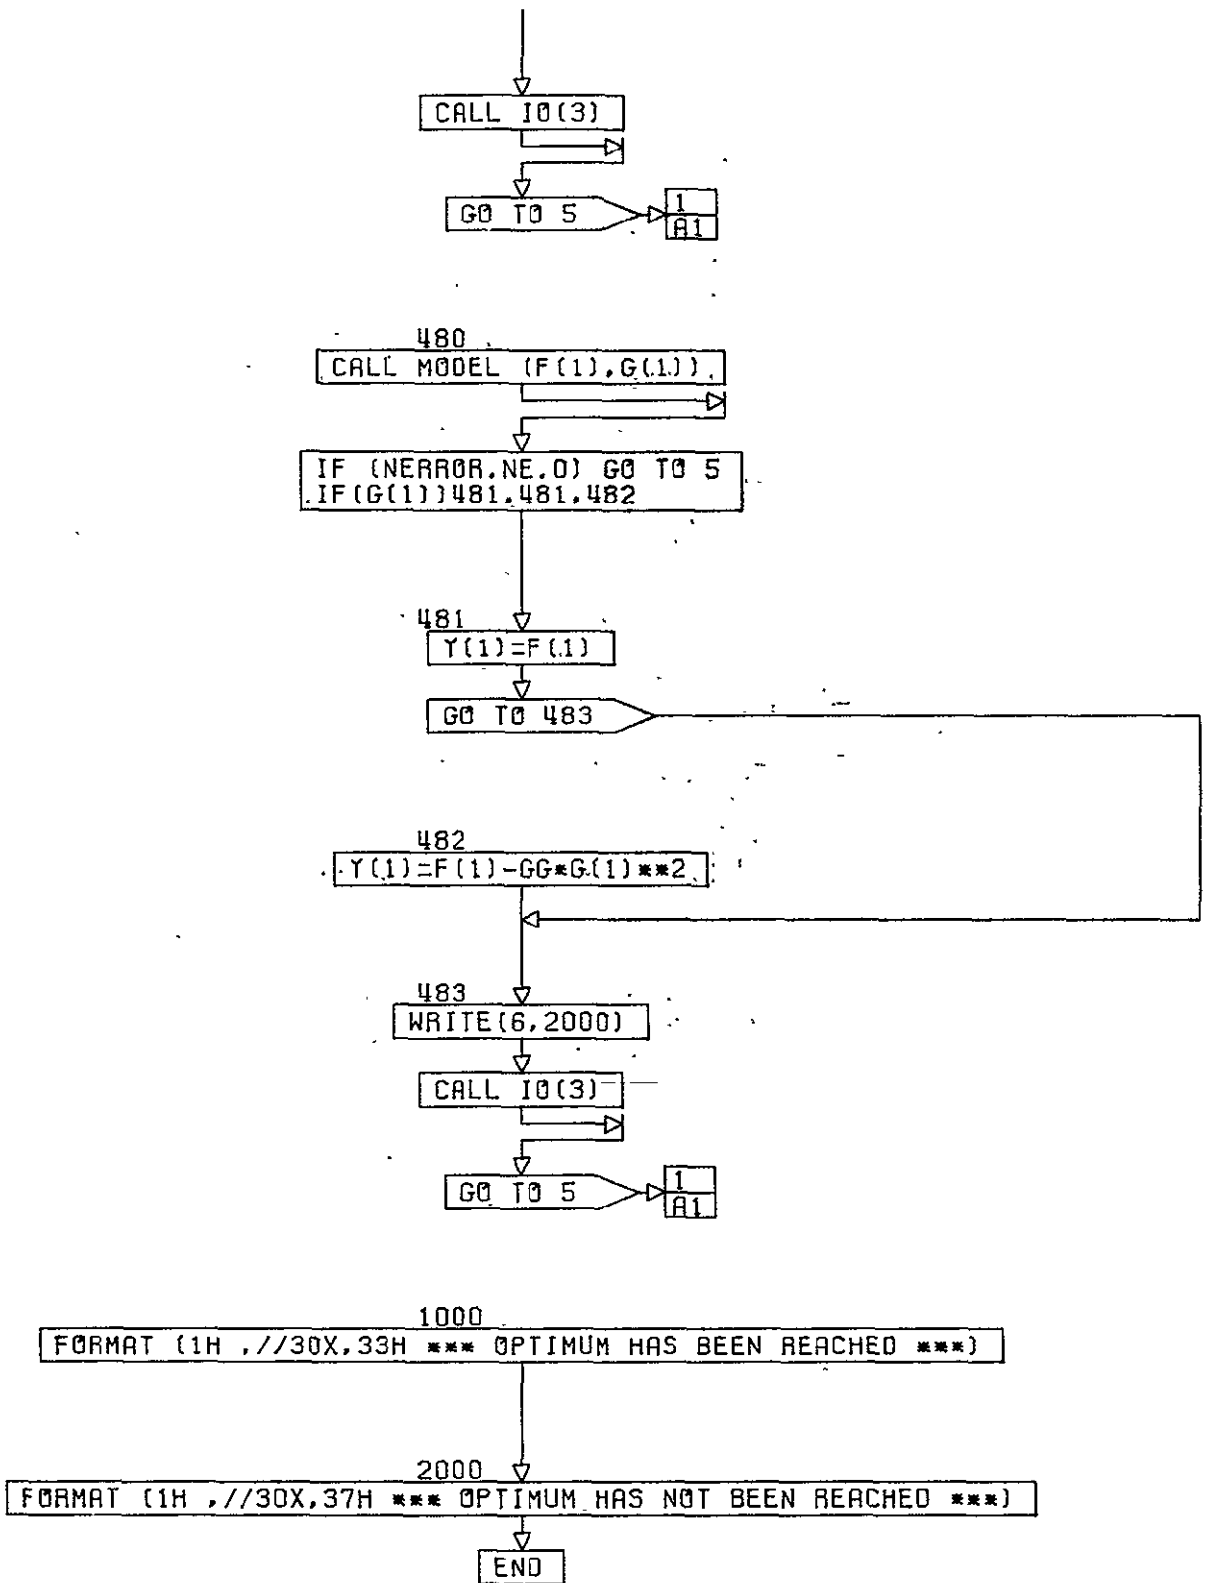 CALL IO(3)
GO TO 5
1
A1
480
CALL MODEL (F(1),G(1))
IF (NERROR.NE.0) GO TO 5
IF(G(1))481,481,482
481
Y(1)=F(1)
GO TO 483
482
Y(1)=F(1)-GG*G(1)**2
483
WRITE(6,2000)
CALL IO(3)
GO TO 5
1
A1
1000
FORMAT (1H ,//30X,33H *** OPTIMUM HAS BEEN REACHED ***)
2000
FORMAT (1H ,//30X,37H *** OPTIMUM HAS NOT BEEN REACHED ***)
END